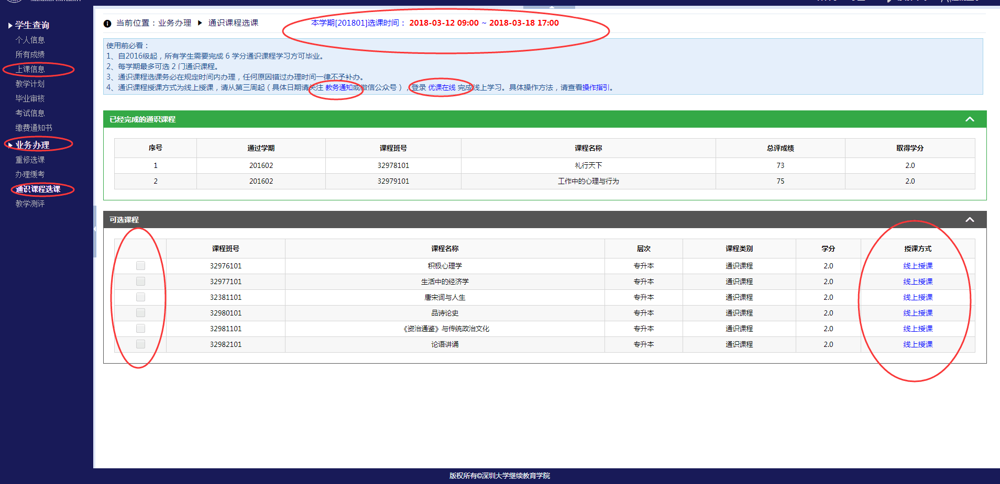 SHENZHEN UNIVERSITY
学生查询
个人信息
所有成绩
上课信息
教学计划
毕业审核
考试信息
缴费通知书
业务办理
重修选课
办理缓考
通识课程选课
教学测评
当前位置：业务办理 ▶ 通识课程选课 本学期[201801]选课时间： 2018-03-12 09:00 ~ 2018-03-18 17:00
使用前必看：
1、自2016级起，所有学生需要完成 6 学分通识课程学习方可毕业。
2、每学期最多可选 2 门通识课程。
3、通识课程选课务必在规定时间内办理，任何原因错过办理时间一律不予补办。
4、通识课程授课方式为线上授课，请从第三周起（具体日期请关注 教务通知或微信公众号），登录 优课在线 完成线上学习。具体操作方法，请查看操作指引。
已经完成的通识课程
序号 通过学期 课程班号 课程名称 总评成绩 取得学分
1 201602 32978101 礼行天下 73 2.0
2 201602 32979101 工作中的心理与行为 75 2.0
可选课程
课程班号 课程名称 层次 课程类别 学分 授课方式
32976101 积极心理学 专升本 通识课程 2.0 线上授课
32977101 生活中的经济学 专升本 通识课程 2.0 线上授课
32381101 唐宋词与人生 专升本 通识课程 2.0 线上授课
32980101 品诗论史 专升本 通识课程 2.0 线上授课
32981101 《资治通鉴》与传统政治文化 专升本 通识课程 2.0 线上授课
32982101 论语讲诵 专升本 通识课程 2.0 线上授课
版权所有©深圳大学继续教育学院